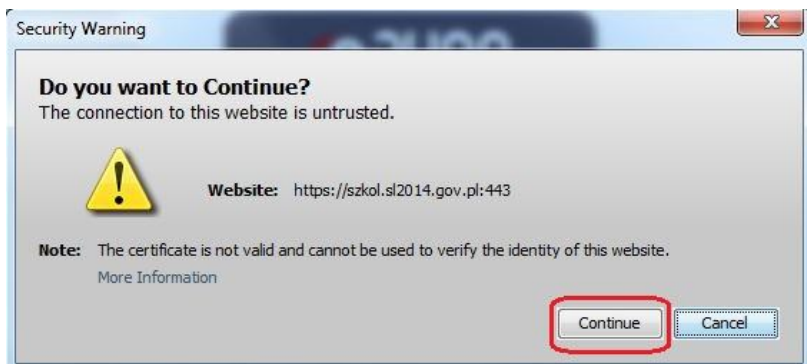 Security Warning
Do you want to Continue?
The connection to this website is untrusted.
Website: https://szkol.sl2014.gov.pl:443
Note: The certificate is not valid and cannot be used to verify the identity of this website.
More Information
Continue Cancel